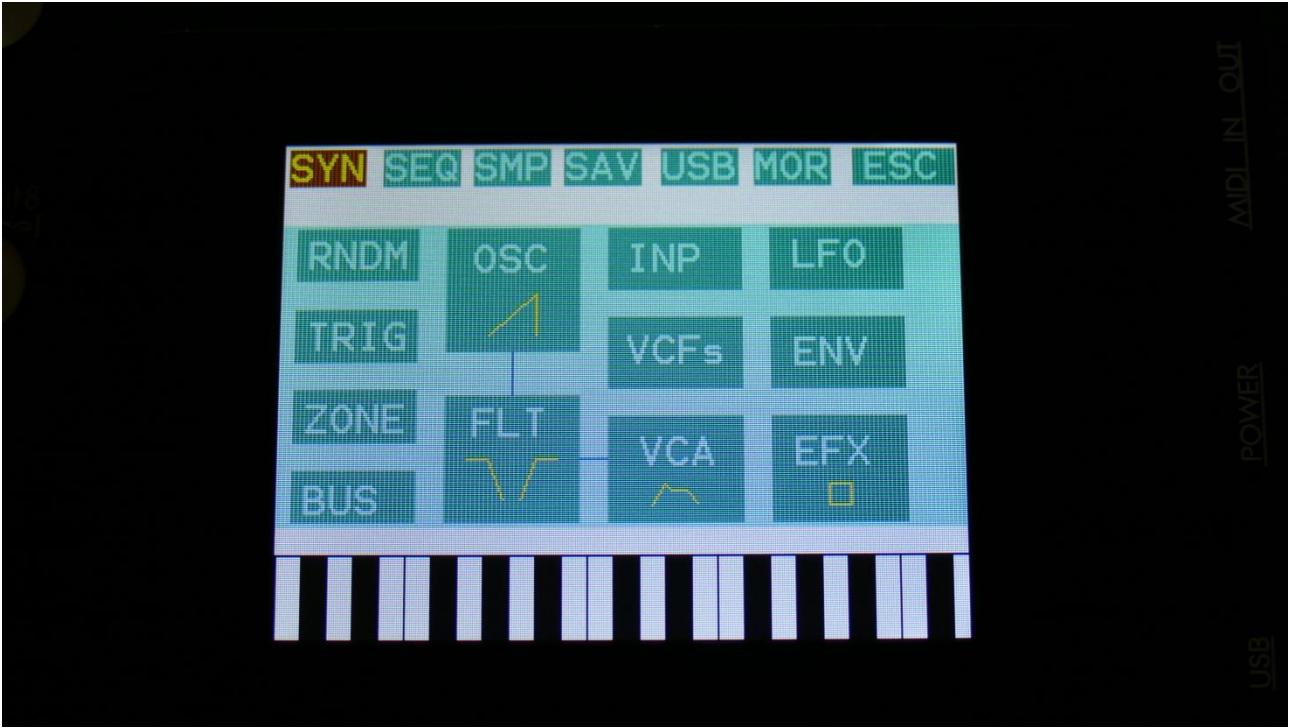 SYN SEQ SMP SAV USB MOR ESC
RNDM OSC INP LFO
TRIG VCFs ENV
ZONE FLT VCA EFX
BUS
MIDI IN OUT
POWER
USB